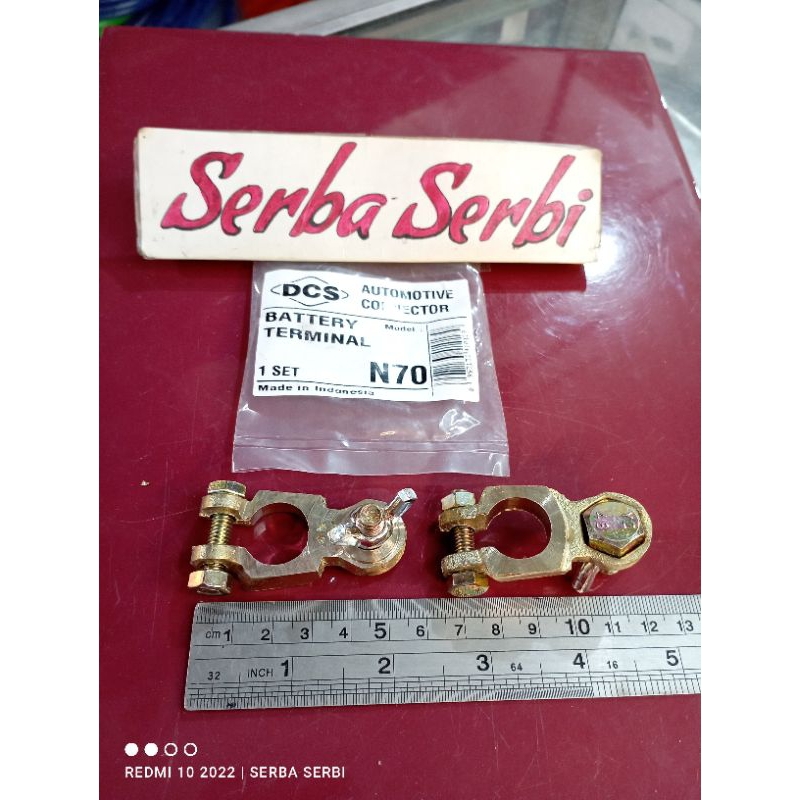 Serba Serbi
DCS
AUTOMOTIVE
BATTERY
TERMINAL
Model :
1 SET
N70
Made in Indonesia
cm 1 2 3 4 5 6 7 8 9 10 11 12 13
32 INCH 1 2 3 64 4 16 5
REDMI 10 2022 | SERBA SERBI